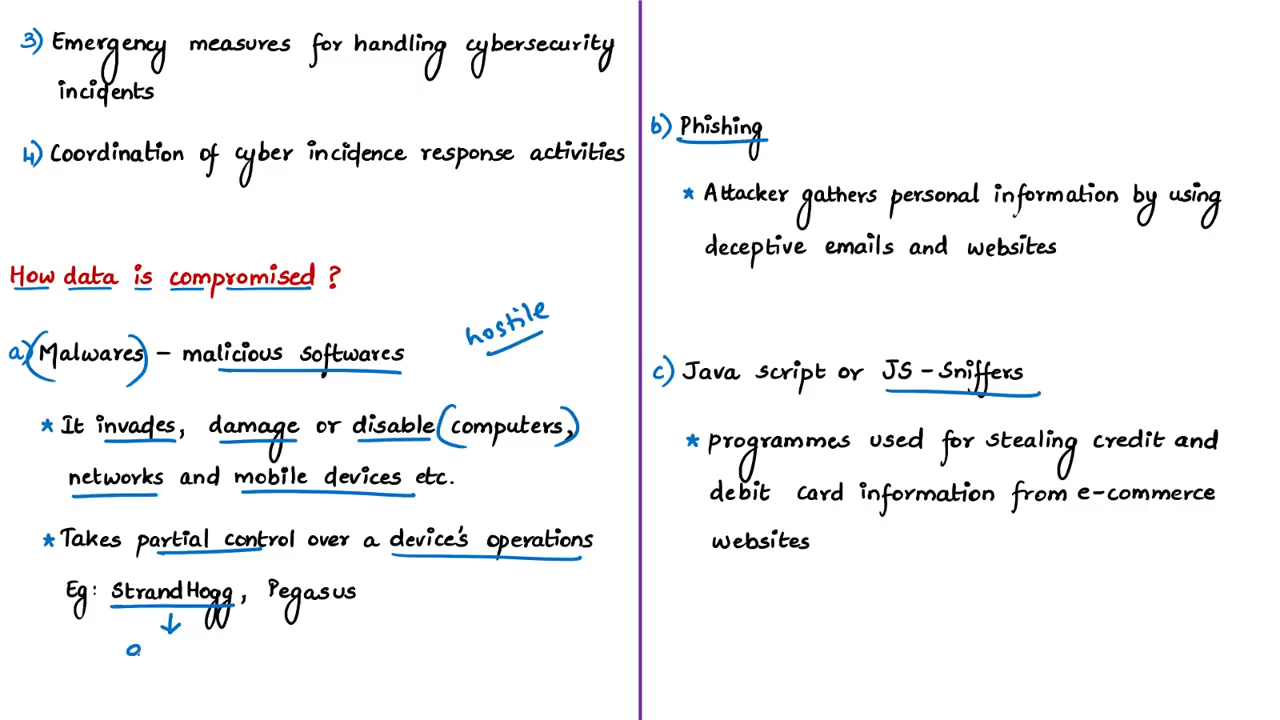 3) Emergency measures for handling cybersecurity
incidents
4) Coordination of cyber incidence response activities
How data is compromised ?
hostile
a) (Malwares) – malicious softwares
* It invades, damage or disable (computers,)
networks and mobile devices etc.
* Takes partial control over a device's operations
Eg: StrandHogg, Pegasus
↓
b) Phishing
* Attacker gathers personal information by using
deceptive emails and websites
c) Java script or JS - Sniffers
* programmes used for stealing credit and
debit card information from e-commerce
websites